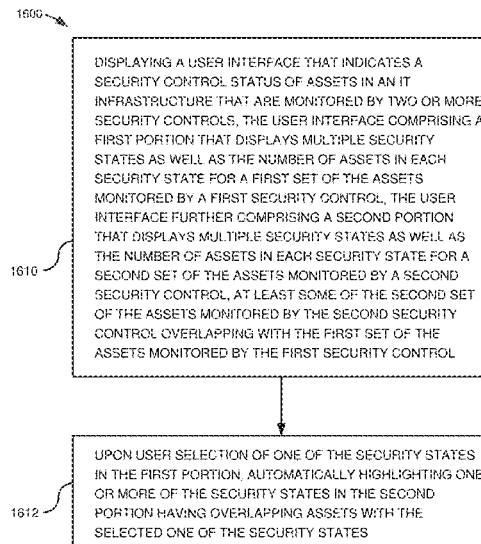 1600
DISPLAYING A USER INTERFACE THAT INDICATES A
SECURITY CONTROL STATUS OF ASSETS IN AN IT
INFRASTRUCTURE THAT ARE MONITORED BY TWO OR MORE
SECURITY CONTROLS, THE USER INTERFACE COMPRISING A
FIRST PORTION THAT DISPLAYS MULTIPLE SECURITY
STATES AS WELL AS THE NUMBER OF ASSETS IN EACH
SECURITY STATE FOR A FIRST SET OF THE ASSETS
MONITORED BY A FIRST SECURITY CONTROL, THE USER
INTERFACE FURTHER COMPRISING A SECOND PORTION
THAT DISPLAYS MULTIPLE SECURITY STATES AS WELL AS
THE NUMBER OF ASSETS IN EACH SECURITY STATE FOR A
SECOND SET OF THE ASSETS MONITORED BY A SECOND
SECURITY CONTROL, AT LEAST SOME OF THE SECOND SET
OF THE ASSETS MONITORED BY THE SECOND SECURITY
CONTROL OVERLAPPING WITH THE FIRST SET OF THE
ASSETS MONITORED BY THE FIRST SECURITY CONTROL
1610
UPON USER SELECTION OF ONE OF THE SECURITY STATES
IN THE FIRST PORTION, AUTOMATICALLY HIGHLIGHTING ONE
OR MORE OF THE SECURITY STATES IN THE SECOND
PORTION HAVING OVERLAPPING ASSETS WITH THE
SELECTED ONE OF THE SECURITY STATES
1612